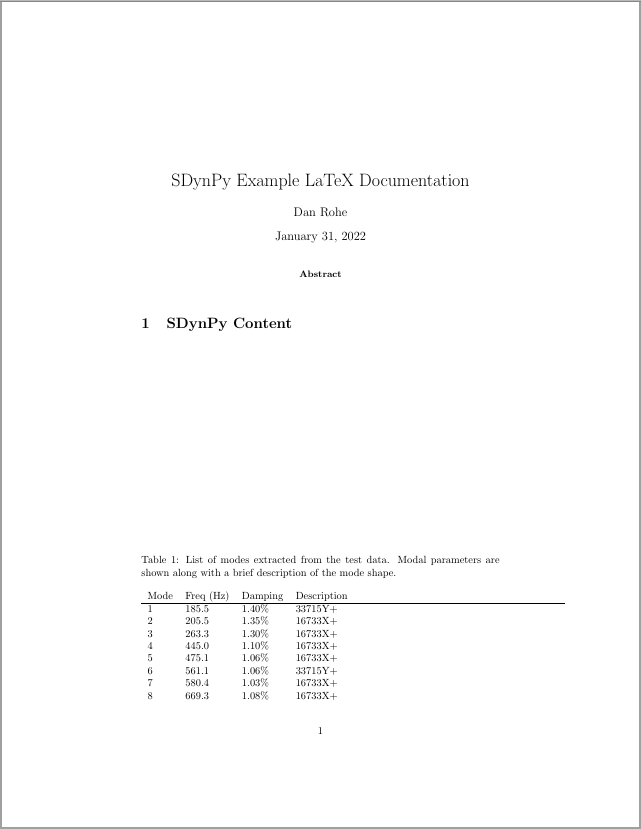 SDynPy Example LaTeX Documentation
Dan Rohe
January 31, 2022
Abstract
1 SDynPy Content
Table 1: List of modes extracted from the test data. Modal parameters are
shown along with a brief description of the mode shape.
Mode Freq (Hz) Damping Description
1 185.5 1.40% 33715Y+
2 205.5 1.35% 16733X+
3 263.3 1.30% 16733X+
4 445.0 1.10% 16733X+
5 475.1 1.06% 16733X+
6 561.1 1.06% 33715Y+
7 580.4 1.03% 16733X+
8 669.3 1.08% 16733X+
1